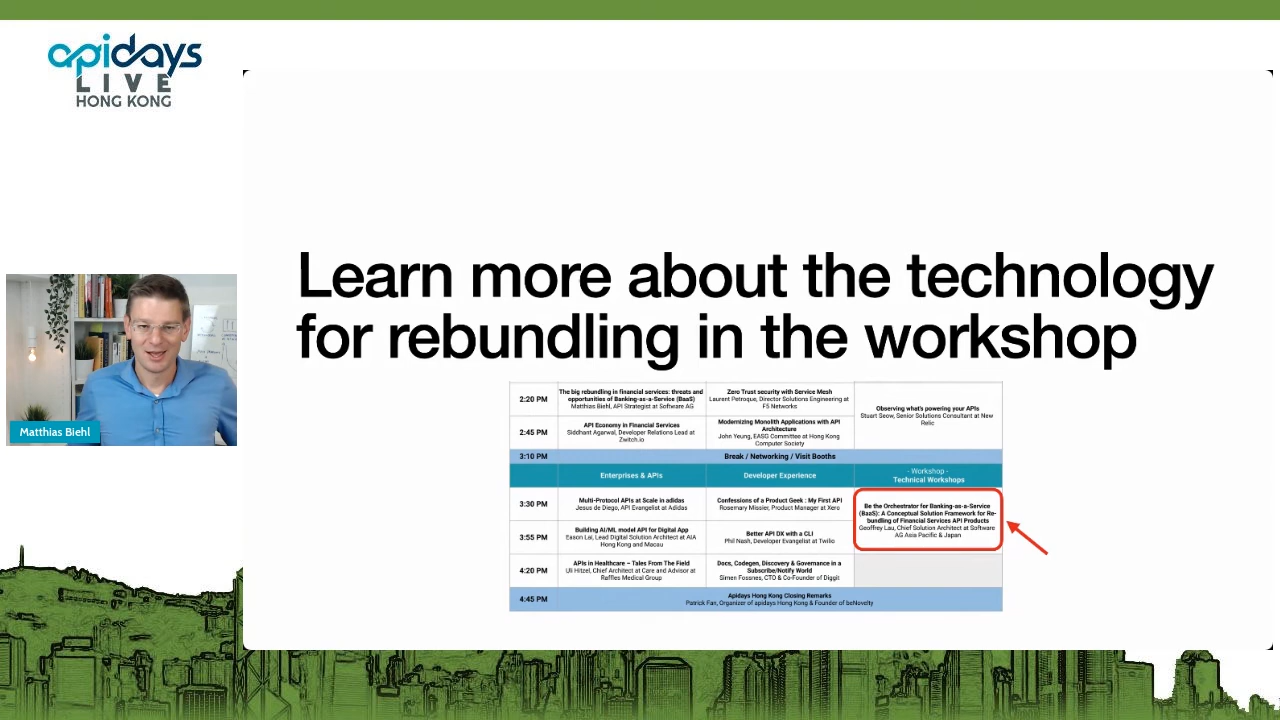 apidays
LIVE
HONG KONG
Learn more about the technology
for rebundling in the workshop
2:20 PM
The big rebundling in financial services: threats and
opportunities of Banking-as-a-Service (BaaS)
Matthias Biehl, API Strategist at Software AG
Zero Trust security with Service Mesh
Laurent Petroque, Director Solutions Engineering at
F5 Networks
Observing what's powering your APIs
Stuart Seow, Senior Solutions Consultant at New
Relic
2:45 PM
API Economy in Financial Services
Siddhant Agarwal, Developer Relations Lead at
Zwitch.io
Modernizing Monolith Applications with API
Architecture
John Yeung, EASG Committee at Hong Kong
Computer Society
3:10 PM
Break / Networking / Visit Booths
Enterprises & APIs
Developer Experience
- Workshop -
Technical Workshops
3:30 PM
Multi-Protocol APIs at Scale in adidas
Jesus de Diego, API Evangelist at Adidas
Confessions of a Product Geek : My First API
Rosemary Missier, Product Manager at Xero
Be the Orchestrator for Banking-as-a-Service
(BaaS): A Conceptual Solution Framework for Re-
bundling of Financial Services API Products
Geoffrey Lau, Chief Solution Architect at Software
AG Asia Pacific & Japan
3:55 PM
Building AI/ML model API for Digital App
Eason Lai, Lead Digital Solution Architect at AIA
Hong Kong and Macau
Better API DX with a CLI
Phil Nash, Developer Evangelist at Twilio
4:20 PM
APIs in Healthcare – Tales From The Field
Uli Hitzel, Chief Architect at Care and Advisor at
Raffles Medical Group
Docs, Codegen, Discovery & Governance in a
Subscribe/Notify World
Simen Fossnes, CTO & Co-Founder of Diggit
4:45 PM
Apidays Hong Kong Closing Remarks
Patrick Fan, Organizer of apidays Hong Kong & Founder of beNovelty
Matthias Biehl